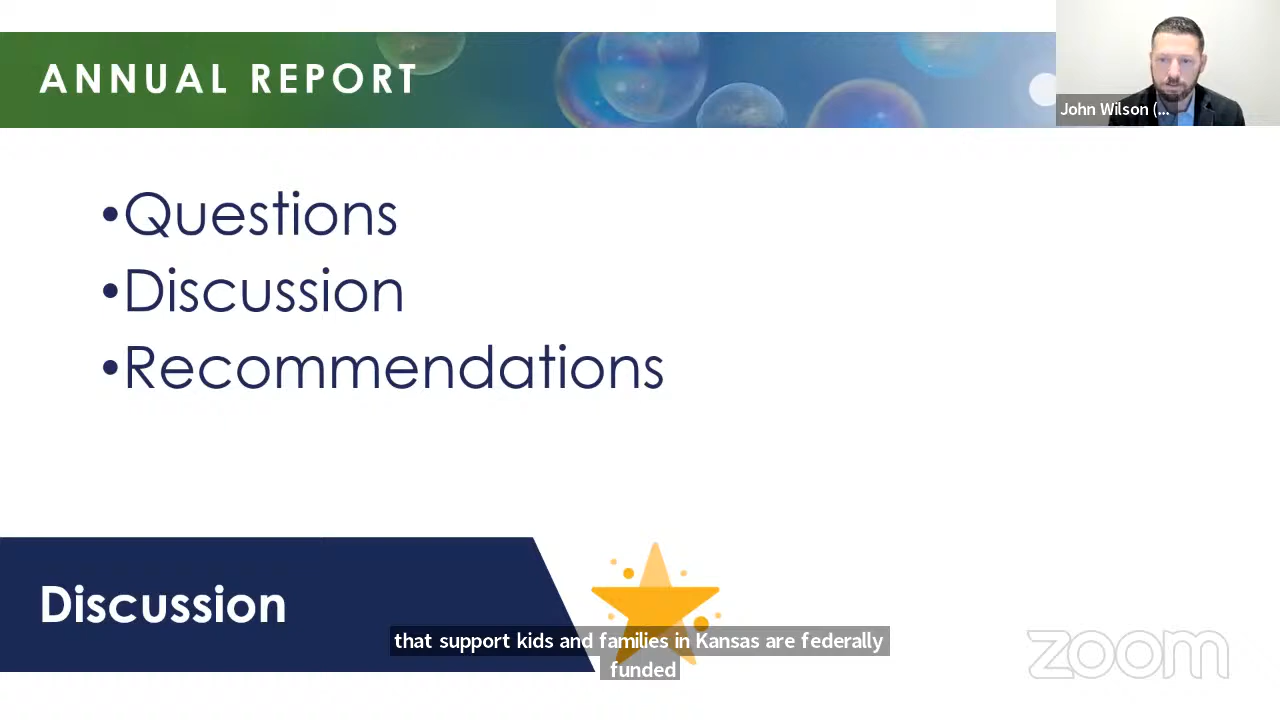 ANNUAL REPORT
John Wilson (...
•Questions
•Discussion
•Recommendations
Discussion
that support kids and families in Kansas are federally
funded
zoom